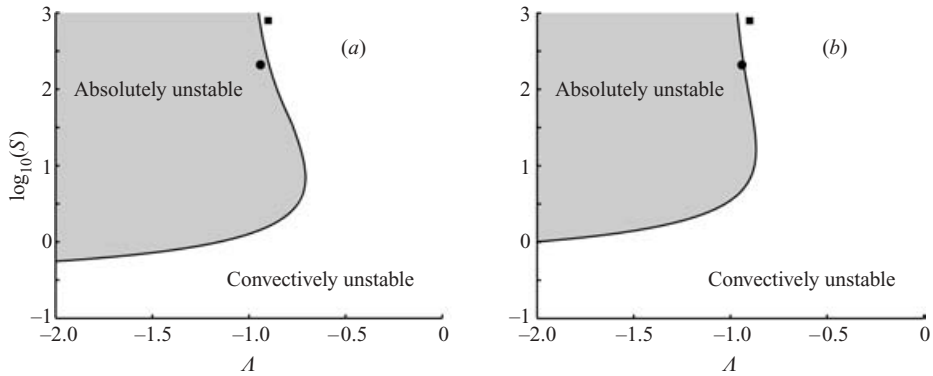 3
2
1
0
–1
log10(S)
(a)
Absolutely unstable
Convectively unstable
–2.0
–1.5
–1.0
–0.5
0
Λ
3
2
1
0
–1
(b)
Absolutely unstable
Convectively unstable
–2.0
–1.5
–1.0
–0.5
0
Λ